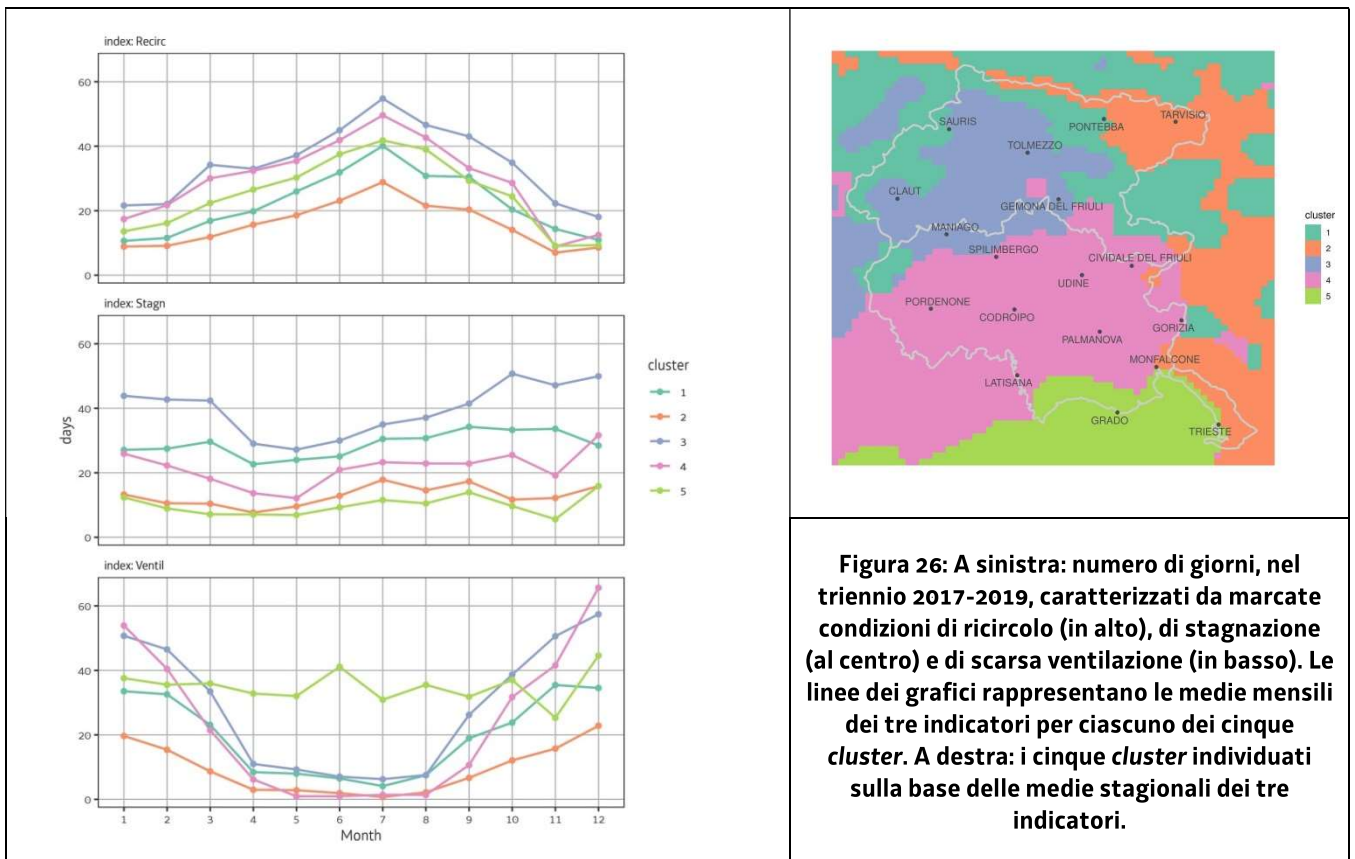 index: Recirc
60
40
20
0
index: Stagn
60
40
20
0
days
index: Ventil
60
40
20
0
1 2 3 4 5 6 7 8 9 10 11 12
Month
cluster
1
2
3
4
5
SAURIS
PONTEBBA
TARVISIO
TOLMEZZO
CLAUT
GEMONA DEL FRIULI
MANIAGO
SPILIMBERGO
CIVIDALE DEL FRIULI
UDINE
PORDENONE
CODROIPO
GORIZIA
PALMANOVA
MONFALCONE
LATISANA
GRADO
TRIESTE
cluster
1
2
3
4
5
Figura 26: A sinistra: numero di giorni, nel
triennio 2017-2019, caratterizzati da marcate
condizioni di ricircolo (in alto), di stagnazione
(al centro) e di scarsa ventilazione (in basso). Le
linee dei grafici rappresentano le medie mensili
dei tre indicatori per ciascuno dei cinque
cluster. A destra: i cinque cluster individuati
sulla base delle medie stagionali dei tre
indicatori.